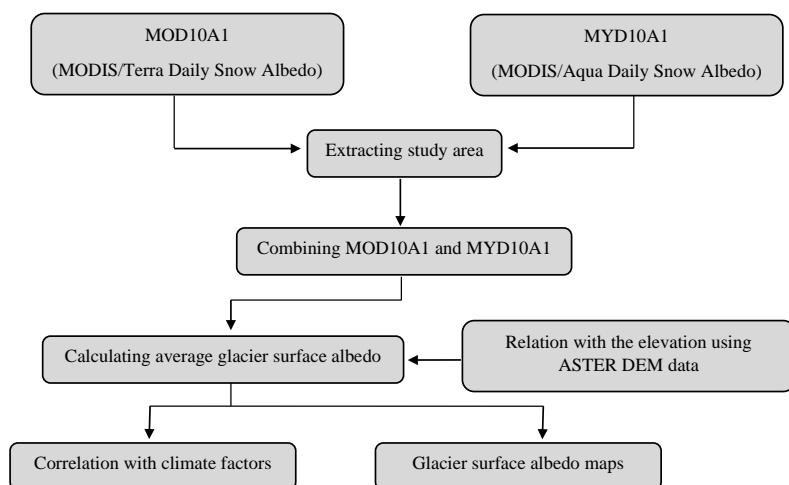 MOD10A1
(MODIS/Terra Daily Snow Albedo)
MYD10A1
(MODIS/Aqua Daily Snow Albedo)
Extracting study area
Combining MOD10A1 and MYD10A1
Calculating average glacier surface albedo
Relation with the elevation using
ASTER DEM data
Correlation with climate factors
Glacier surface albedo maps